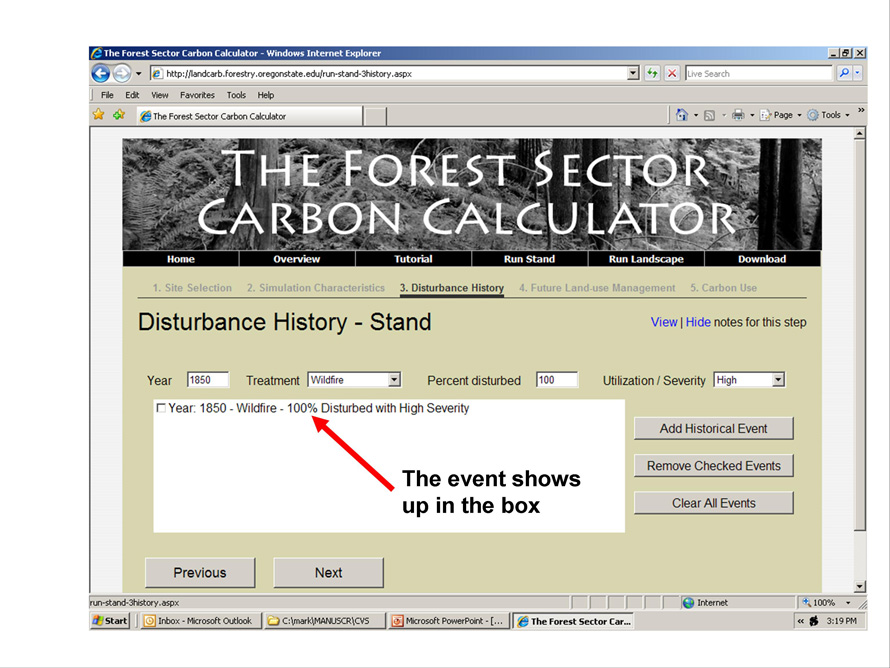 The Forest Sector Carbon Calculator - Windows Internet Explorer
http://landcarb.forestry.oregonstate.edu/run-stand-3history.aspx
Live Search
File Edit View Favorites Tools Help
The Forest Sector Carbon Calculator
Page Tools »
THE FOREST SECTOR
CARBON CALCULATOR
Home Overview Tutorial Run Stand Run Landscape Download
1. Site Selection 2. Simulation Characteristics 3. Disturbance History 4. Future Land-use Management 5. Carbon Use
Disturbance History - Stand
View | Hide notes for this step
Year 1850 Treatment Wildfire Percent disturbed 100 Utilization / Severity High
Year: 1850 - Wildfire - 100% Disturbed with High Severity
Add Historical Event
Remove Checked Events
Clear All Events
The event shows
up in the box
Previous Next
run-stand-3history.aspx
Internet 100%
Start Inbox - Microsoft Outlook C:\mark\MANUSCR\CVS Microsoft PowerPoint - [... The Forest Sector Car... « 3:19 PM